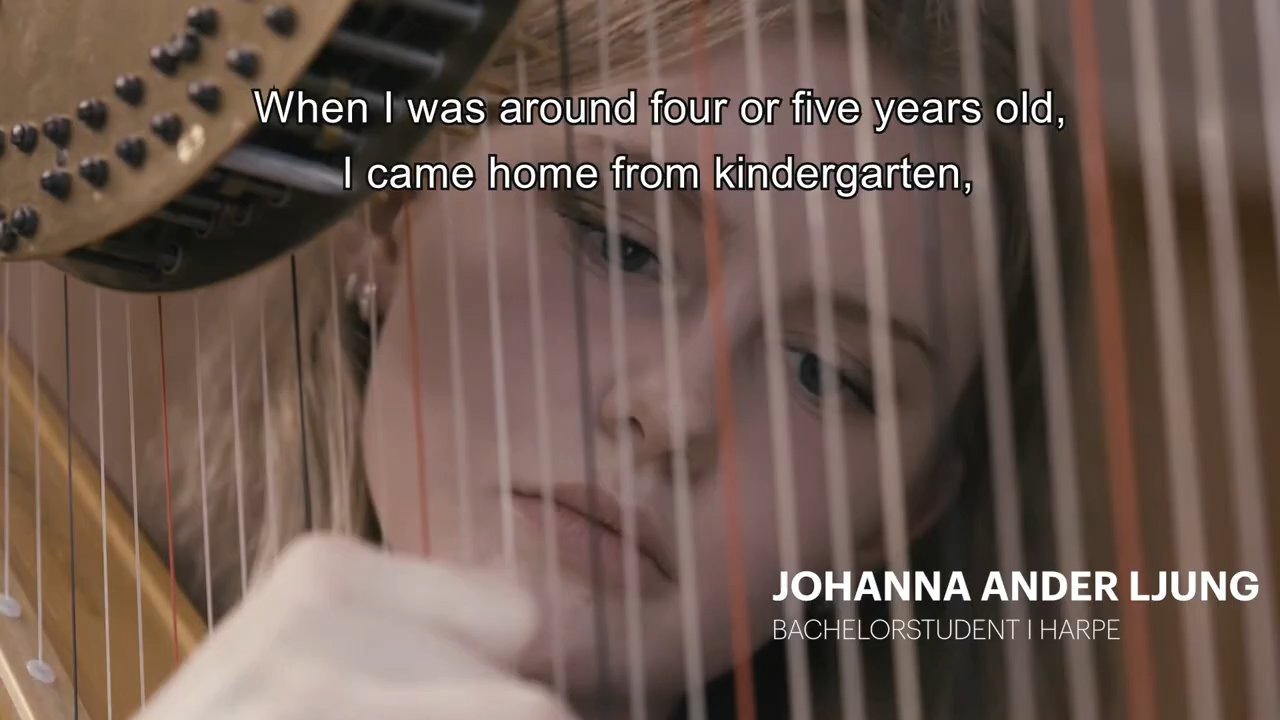 When I was around four or five years old,
I came home from kindergarten,
JOHANNA ANDER LJUNG
BACHELORSTUDENT I HARPE